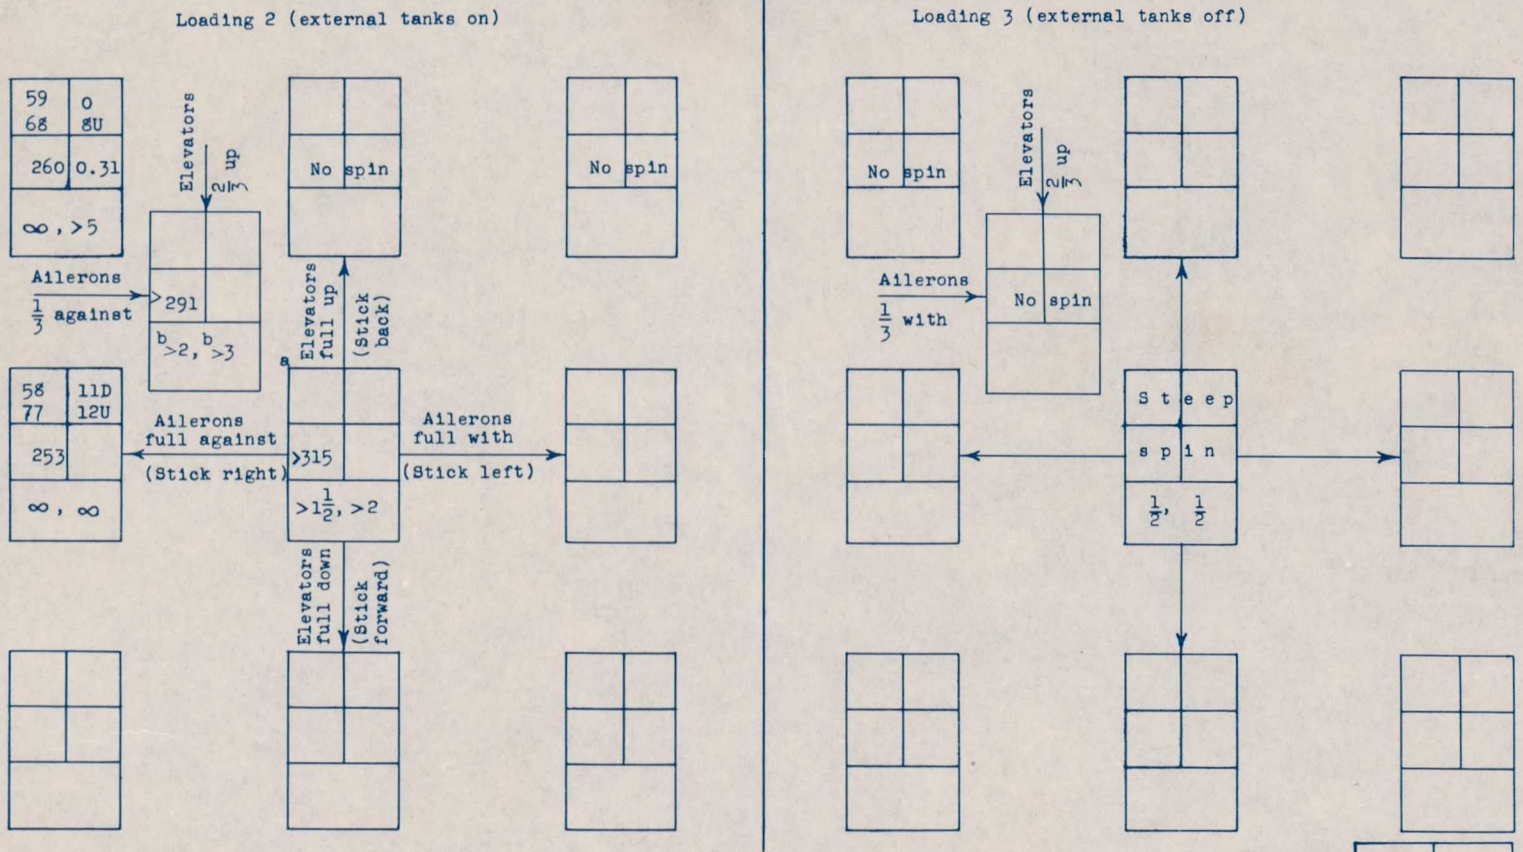 Loading 2 (external tanks on)
59 0
68 8U
260 0.31
∞, >5
Elevators
2/3 up
No spin
No spin
Ailerons
1/3 against
>291
b>2, b>3
Elevators
full up
(Stick
back)
a
58 11D
77 12U
253
∞, ∞
Ailerons
full against
(Stick right)
>315
>1 1/2, >2
Ailerons
full with
(Stick left)
Elevators
full down
(Stick
forward)
Loading 3 (external tanks off)
No spin
Elevators
2/3 up
Ailerons
1/3 with
No spin
Steep
spin
1/2, 1/2